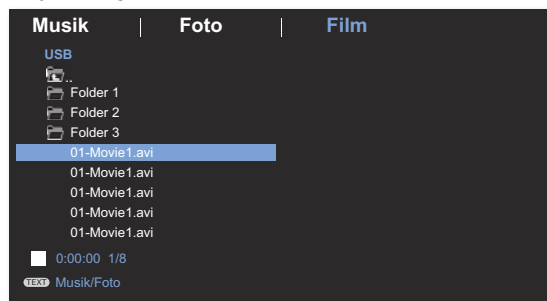 Musik | Foto | Film
USB
..
Folder 1
Folder 2
Folder 3
01-Movie1.avi
01-Movie1.avi
01-Movie1.avi
01-Movie1.avi
01-Movie1.avi
0:00:00 1/8
TEXT Musik/Foto